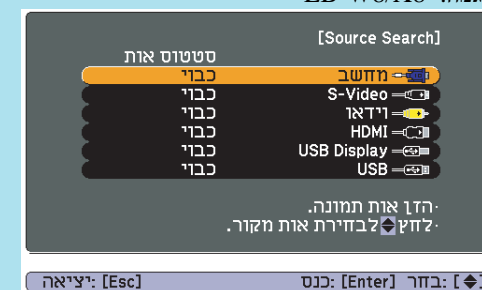 [Source Search]
סטטוס אות
מחשב כבוי
S-Video כבוי
וידאו כבוי
HDMI כבוי
USB Display כבוי
USB כבוי
·הזן אות תמונה.
·לחץ לבחירת אות מקור.
[ ]: בחר [Enter]: כנס [Esc]: יציאה